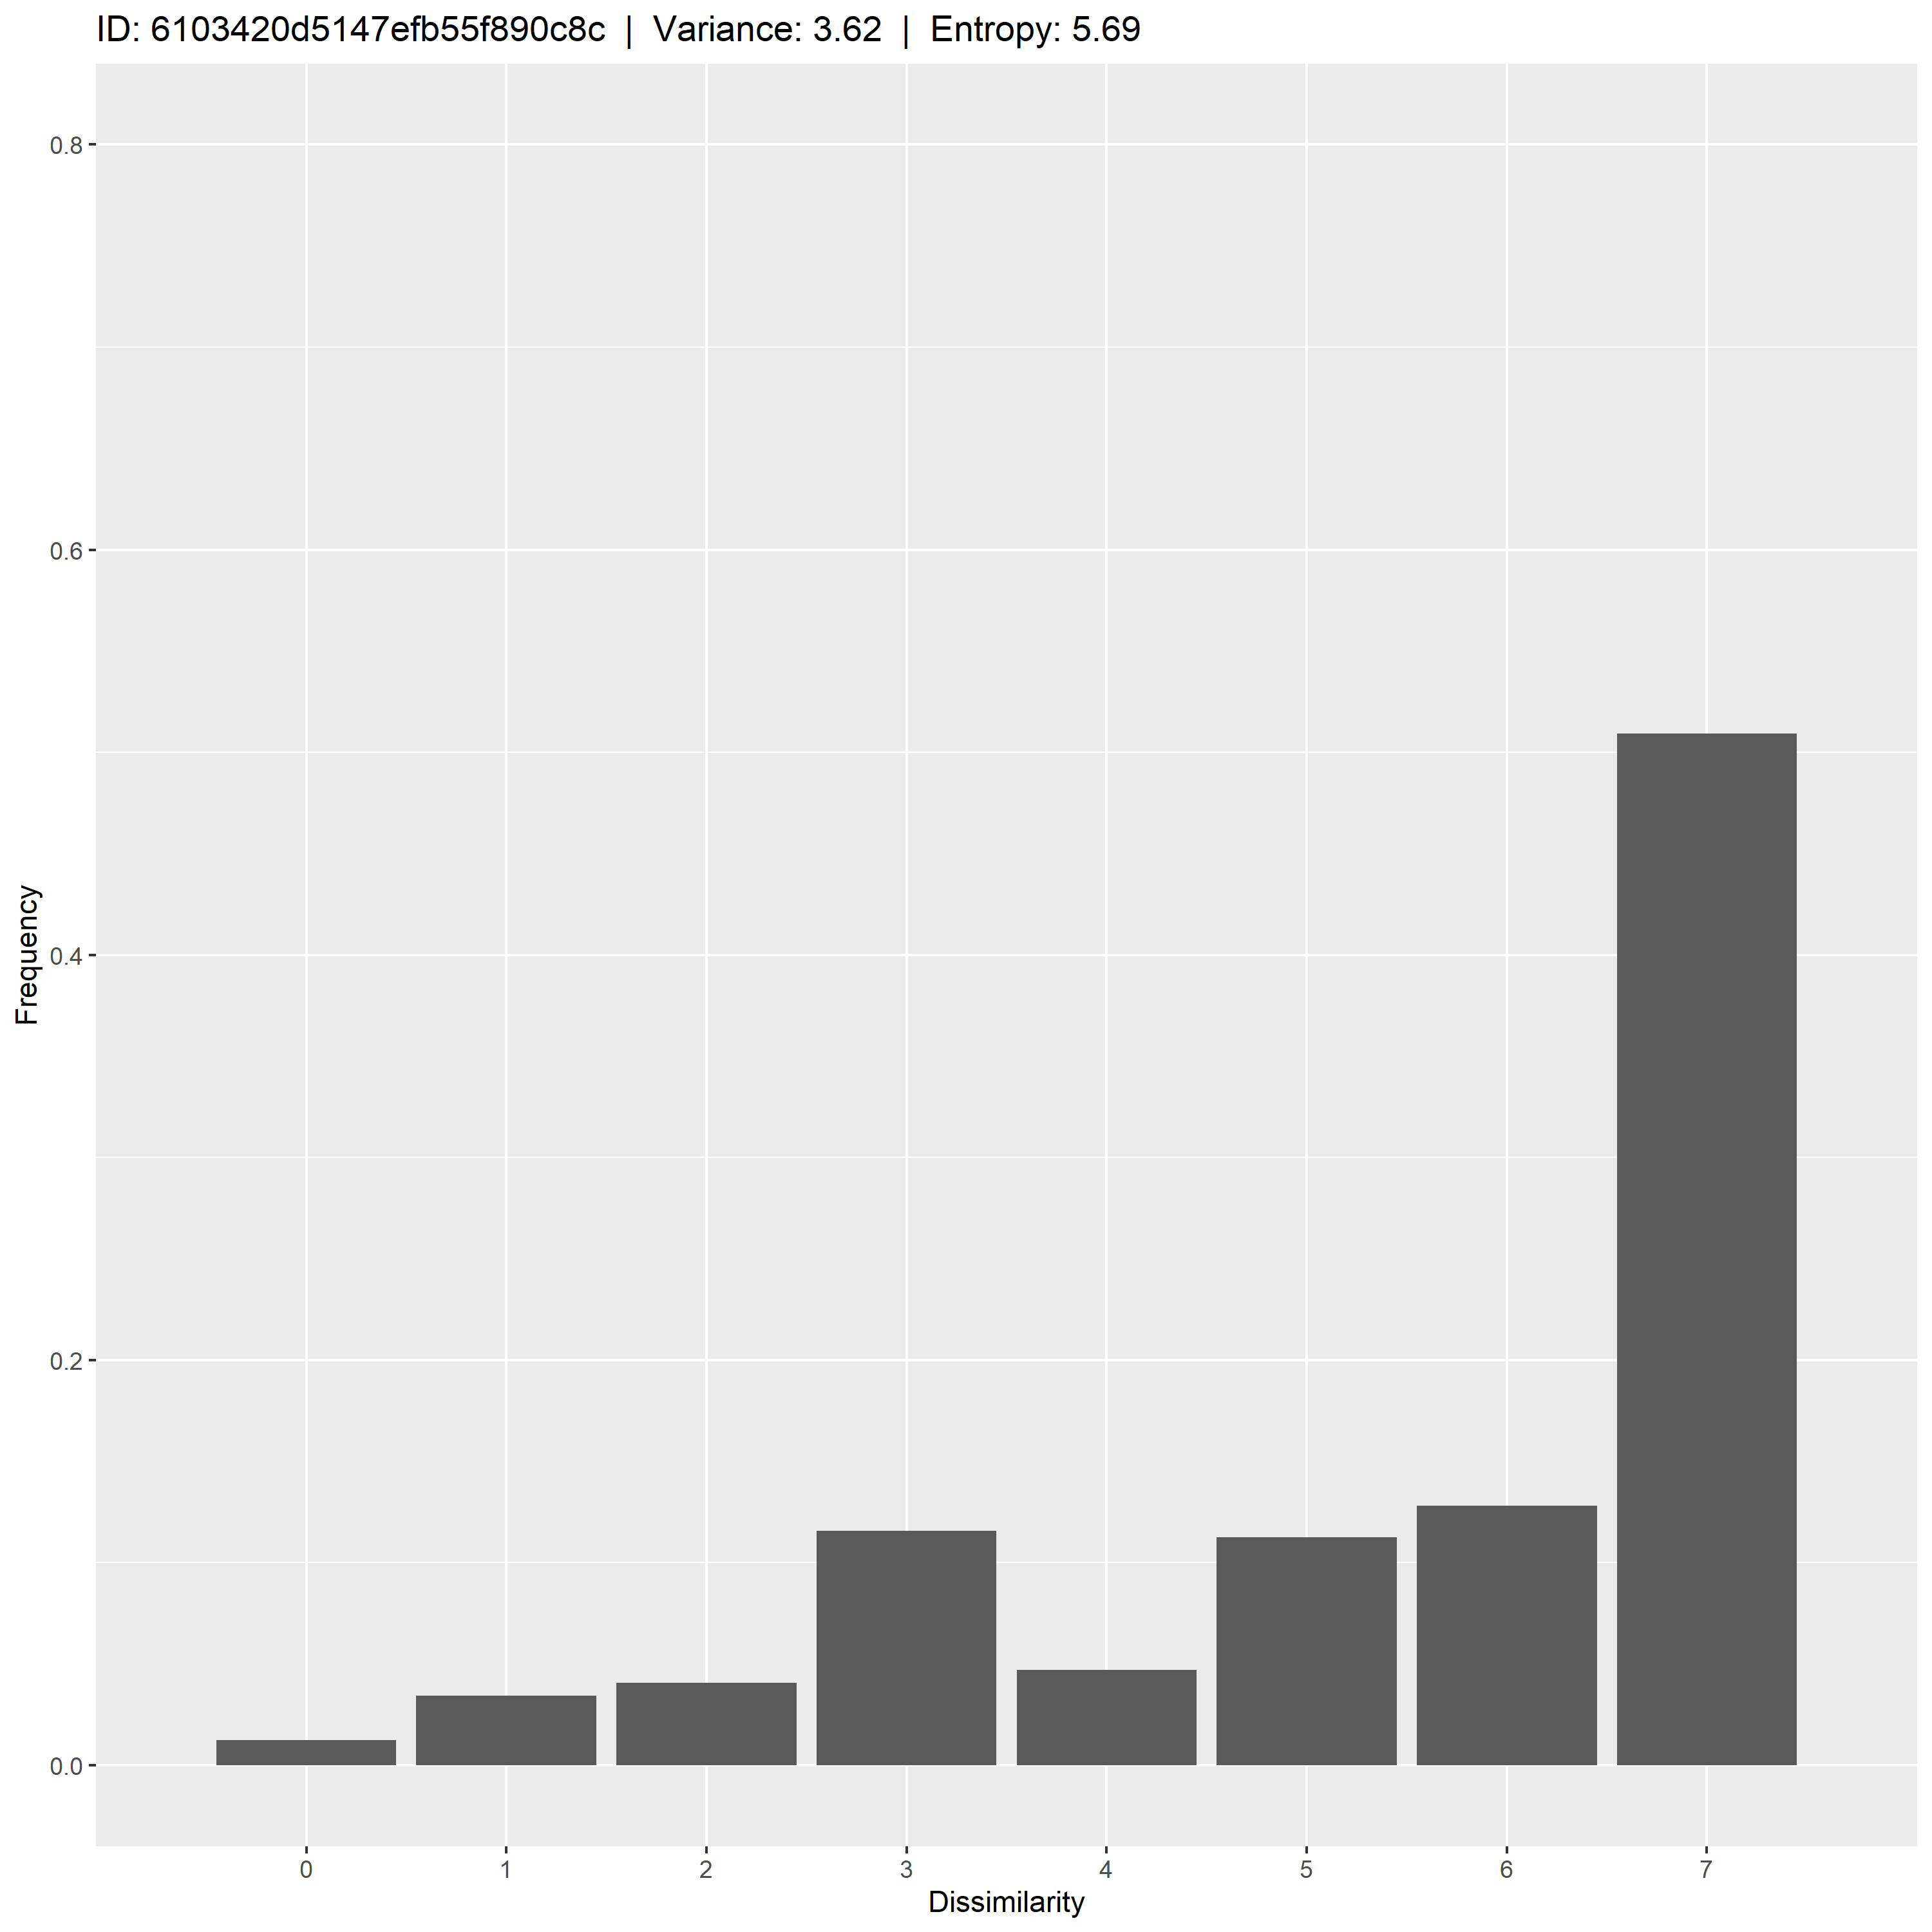 ID: 6103420d5147efb55f890c8c | Variance: 3.62 | Entropy: 5.69
0.8
0.6
0.4
0.2
0.0
Frequency
0 1 2 3 4 5 6 7
Dissimilarity